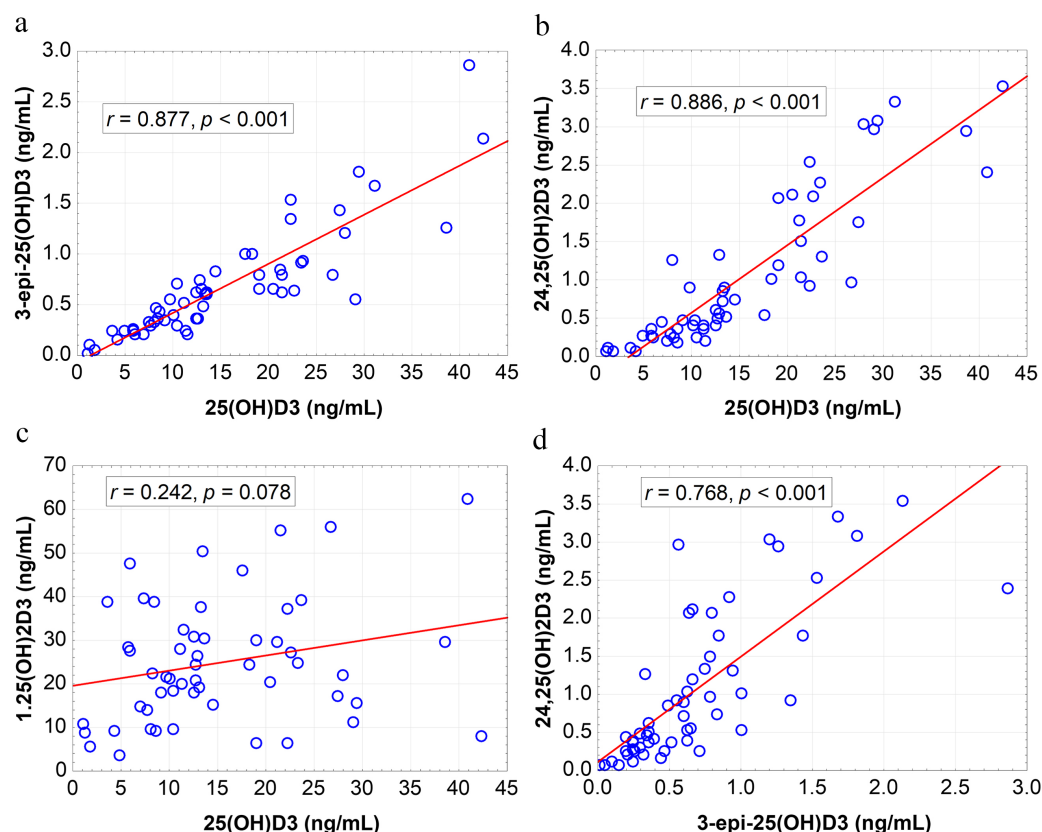 a
3.0
2.5
2.0
1.5
1.0
0.5
0.0
0 5 10 15 20 25 30 35 40 45
3-epi-25(OH)D3 (ng/mL)
25(OH)D3 (ng/mL)
r = 0.877, p < 0.001
b
4.0
3.5
3.0
2.5
2.0
1.5
1.0
0.5
0.0
0 5 10 15 20 25 30 35 40 45
24,25(OH)2D3 (ng/mL)
25(OH)D3 (ng/mL)
r = 0.886, p < 0.001
c
70
60
50
40
30
20
10
0
0 5 10 15 20 25 30 35 40 45
1.25(OH)2D3 (ng/mL)
25(OH)D3 (ng/mL)
r = 0.242, p = 0.078
d
4.0
3.5
3.0
2.5
2.0
1.5
1.0
0.5
0.0
0.0 0.5 1.0 1.5 2.0 2.5 3.0
24,25(OH)2D3 (ng/mL)
3-epi-25(OH)D3 (ng/mL)
r = 0.768, p < 0.001